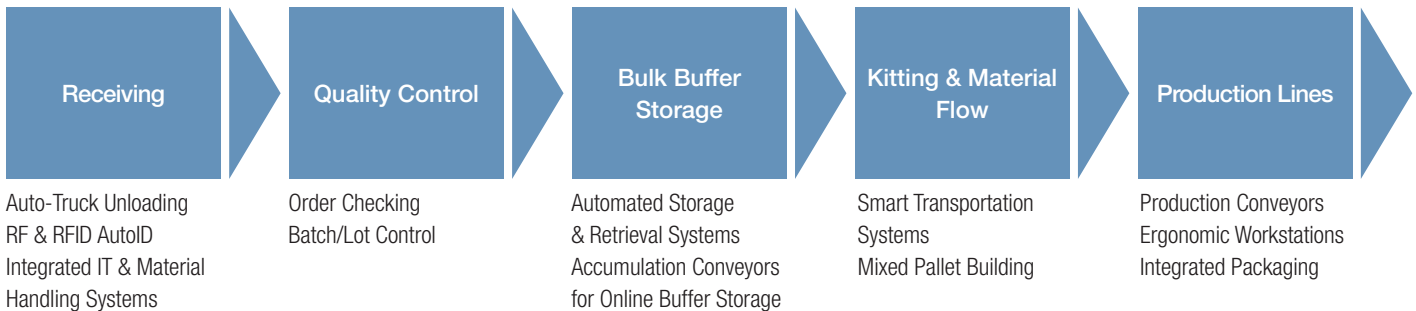 Receiving
Quality Control
Bulk Buffer
Storage
Kitting & Material
Flow
Production Lines
Auto-Truck Unloading
RF & RFID AutoID
Integrated IT & Material
Handling Systems
Order Checking
Batch/Lot Control
Automated Storage
& Retrieval Systems
Accumulation Conveyors
for Online Buffer Storage
Smart Transportation
Systems
Mixed Pallet Building
Production Conveyors
Ergonomic Workstations
Integrated Packaging